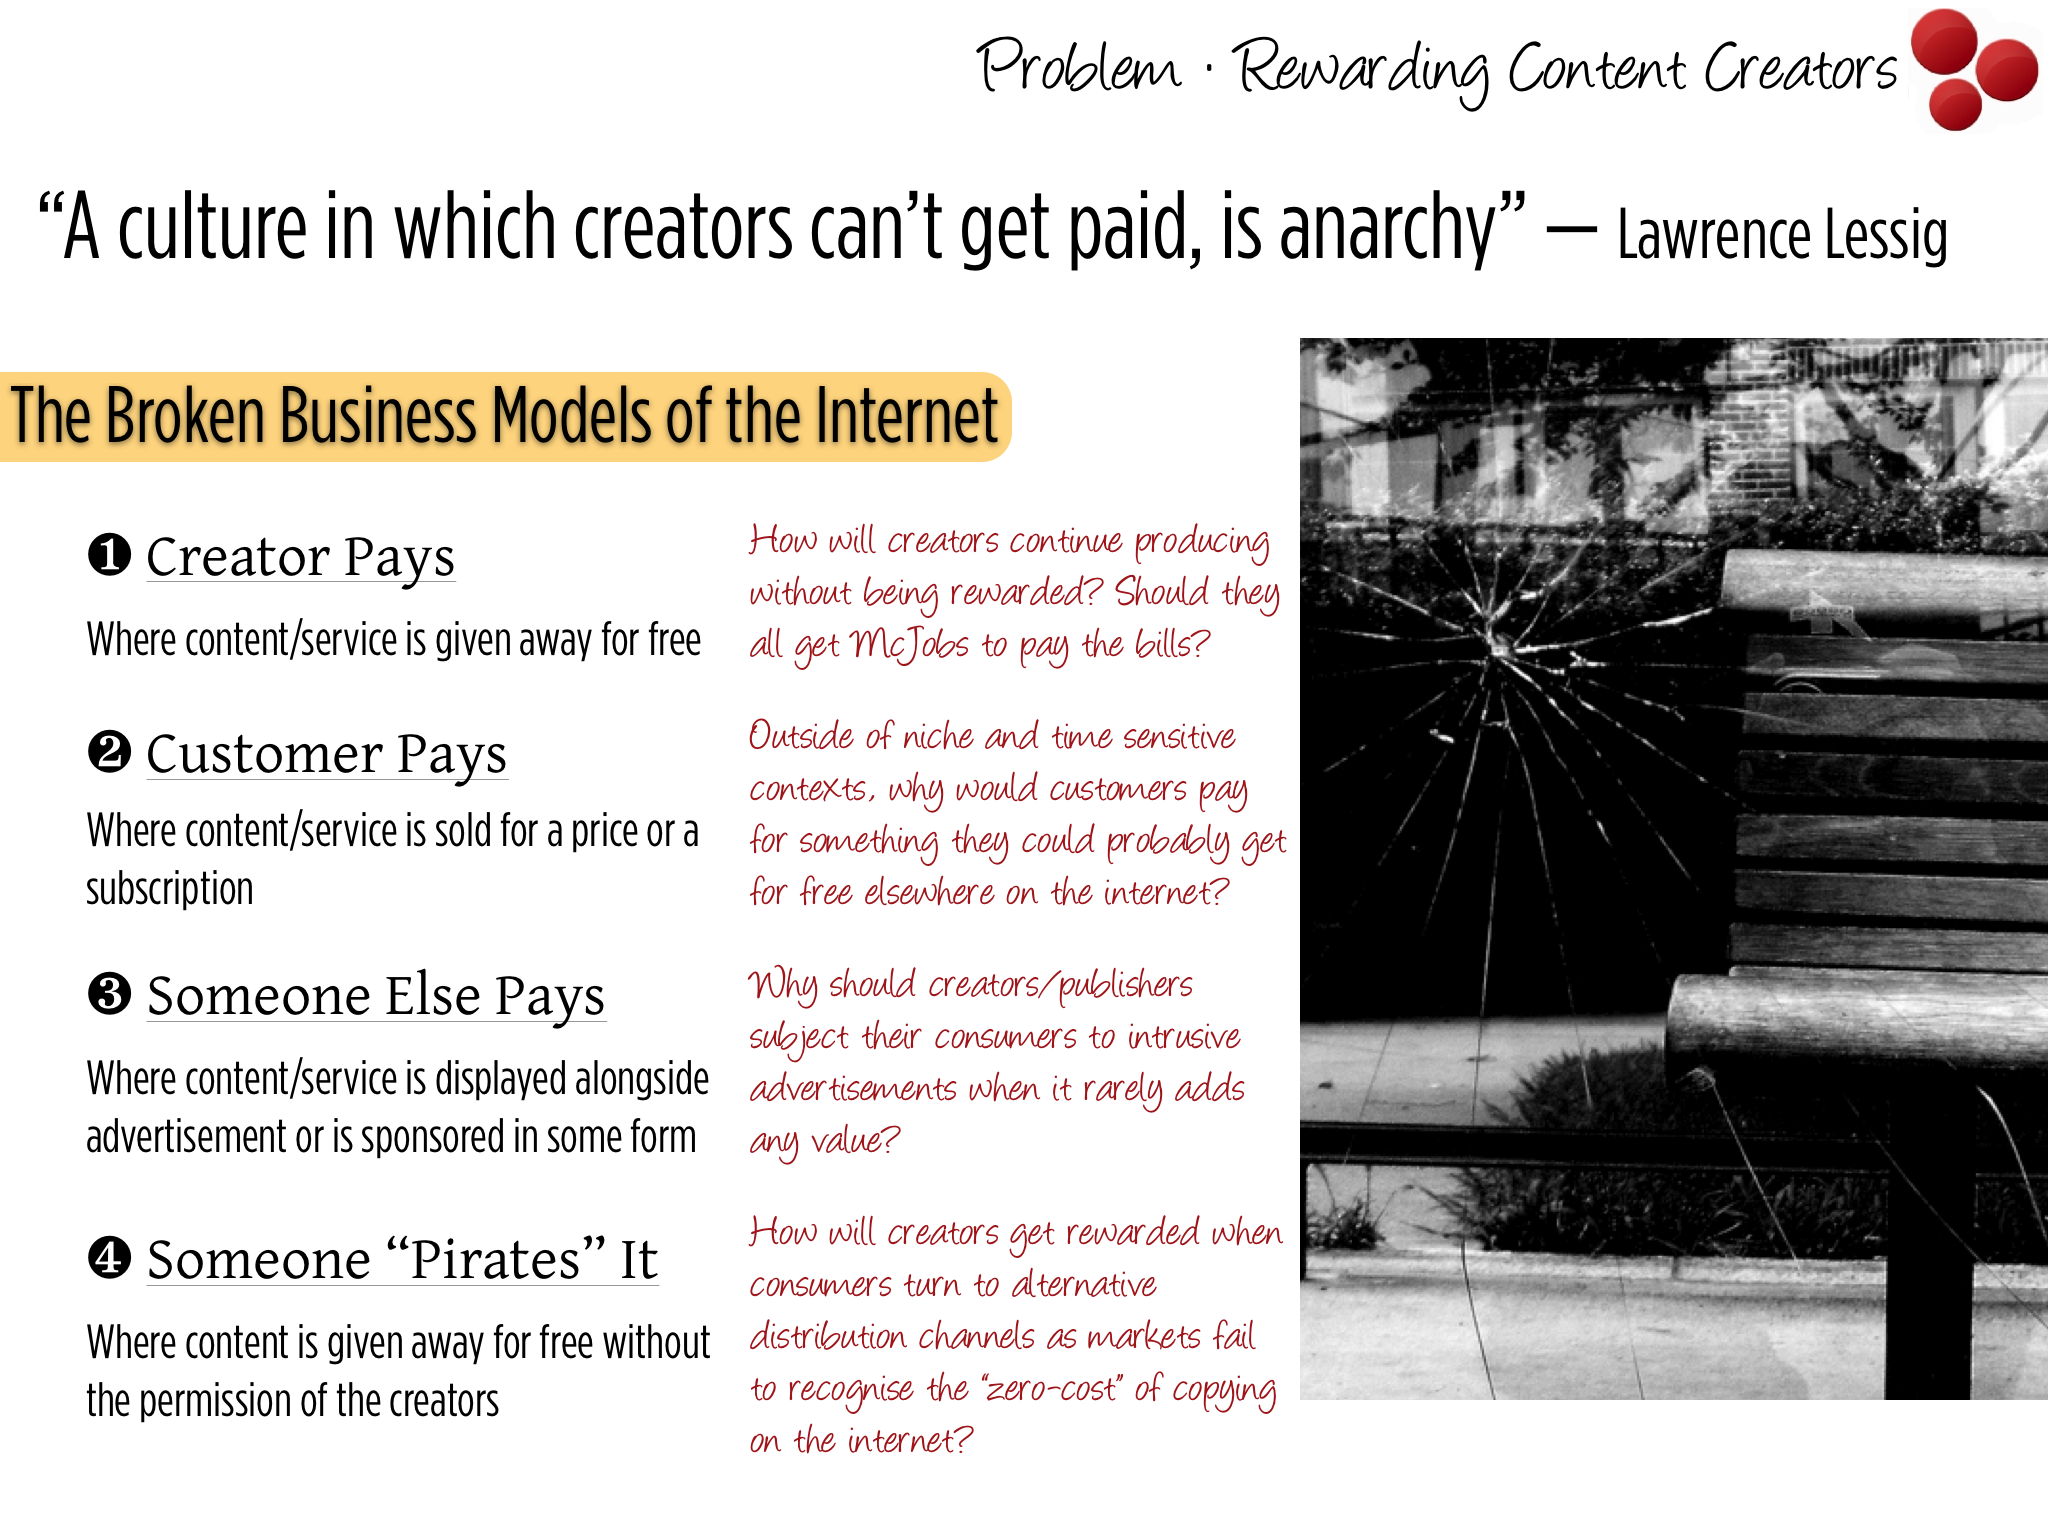 Problem · Rewarding Content Creators
“A culture in which creators can’t get paid, is anarchy” — Lawrence Lessig
The Broken Business Models of the Internet
❶ Creator Pays
Where content/service is given away for free
How will creators continue producing
without being rewarded? Should they
all get McJobs to pay the bills?
❷ Customer Pays
Where content/service is sold for a price or a
subscription
Outside of niche and time sensitive
contexts, why would customers pay
for something they could probably get
for free elsewhere on the internet?
❸ Someone Else Pays
Where content/service is displayed alongside
advertisement or is sponsored in some form
Why should creators/publishers
subject their consumers to intrusive
advertisements when it rarely adds
any value?
❹ Someone “Pirates” It
Where content is given away for free without
the permission of the creators
How will creators get rewarded when
consumers turn to alternative
distribution channels as markets fail
to recognise the “zero-cost” of copying
on the internet?